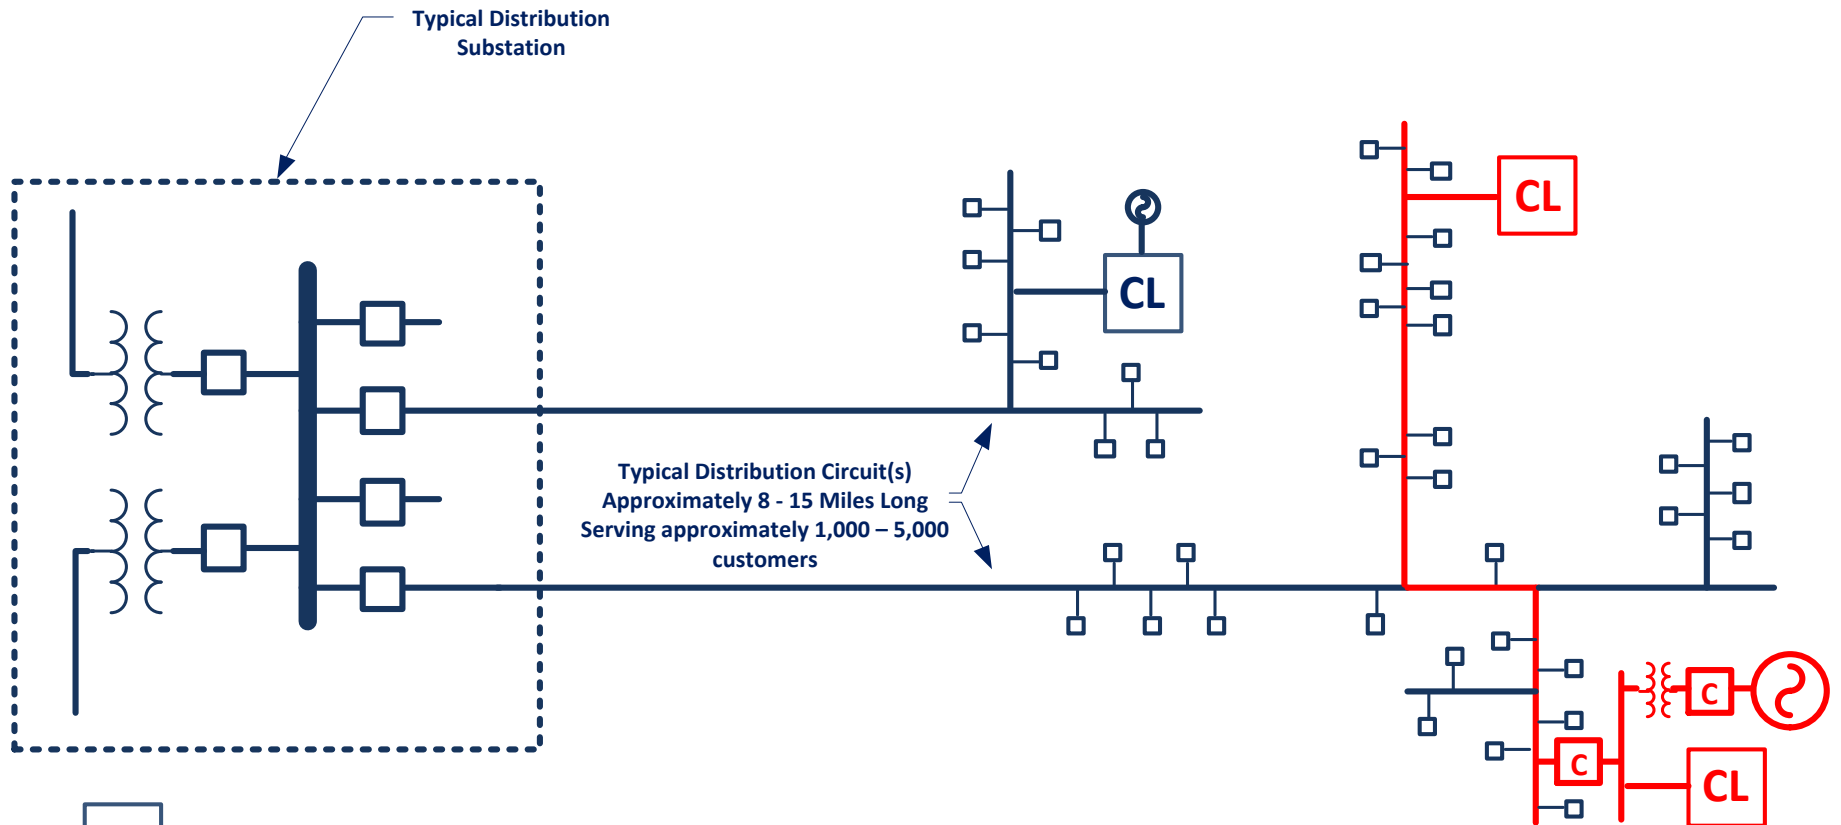 Typical Distribution
Substation
CL
CL
Typical Distribution Circuit(s)
Approximately 8 - 15 Miles Long
Serving approximately 1,000 – 5,000
customers
C
C
CL